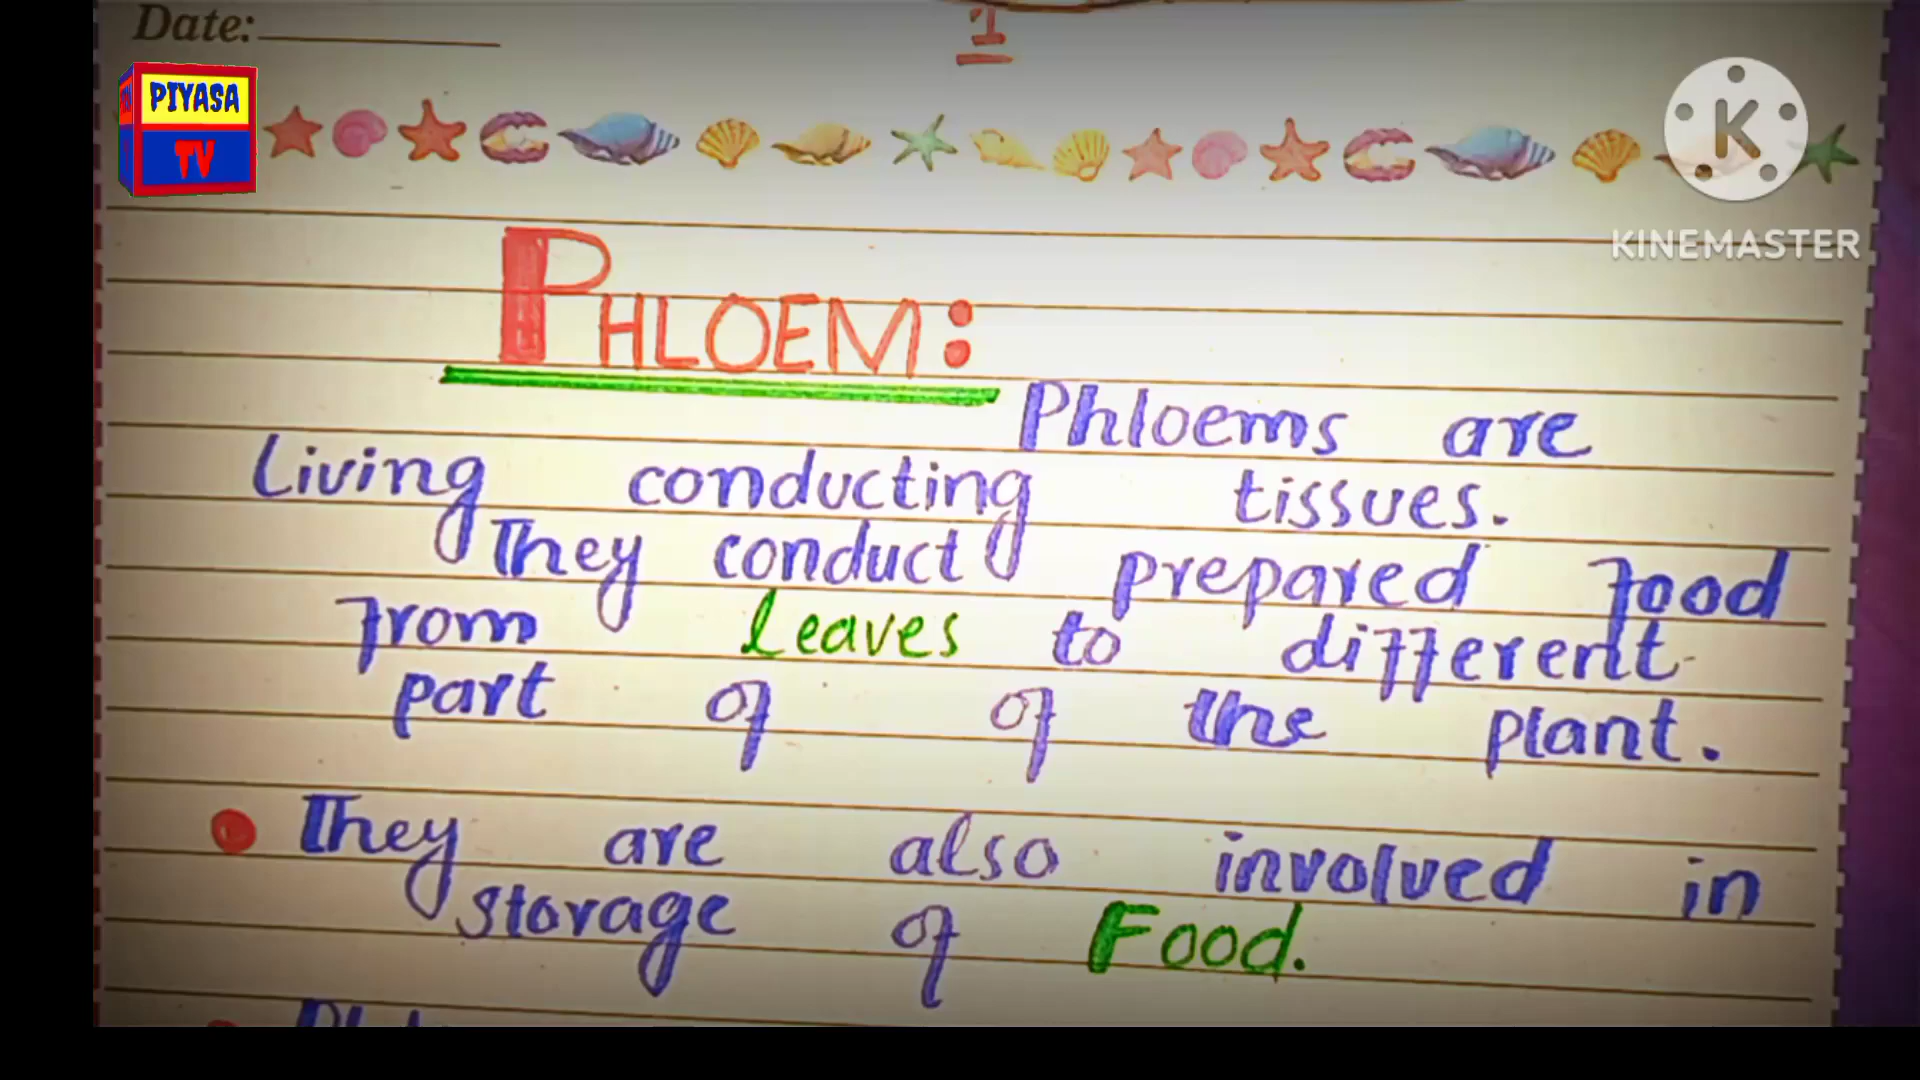 Date:
1
PIYASA
TV
KINEMASTER
PHLOEM:
Phloems are
Living conducting tissues.
They conduct prepared food
from leaves to different
part of of the plant.
They are also involved in
storage of Food.